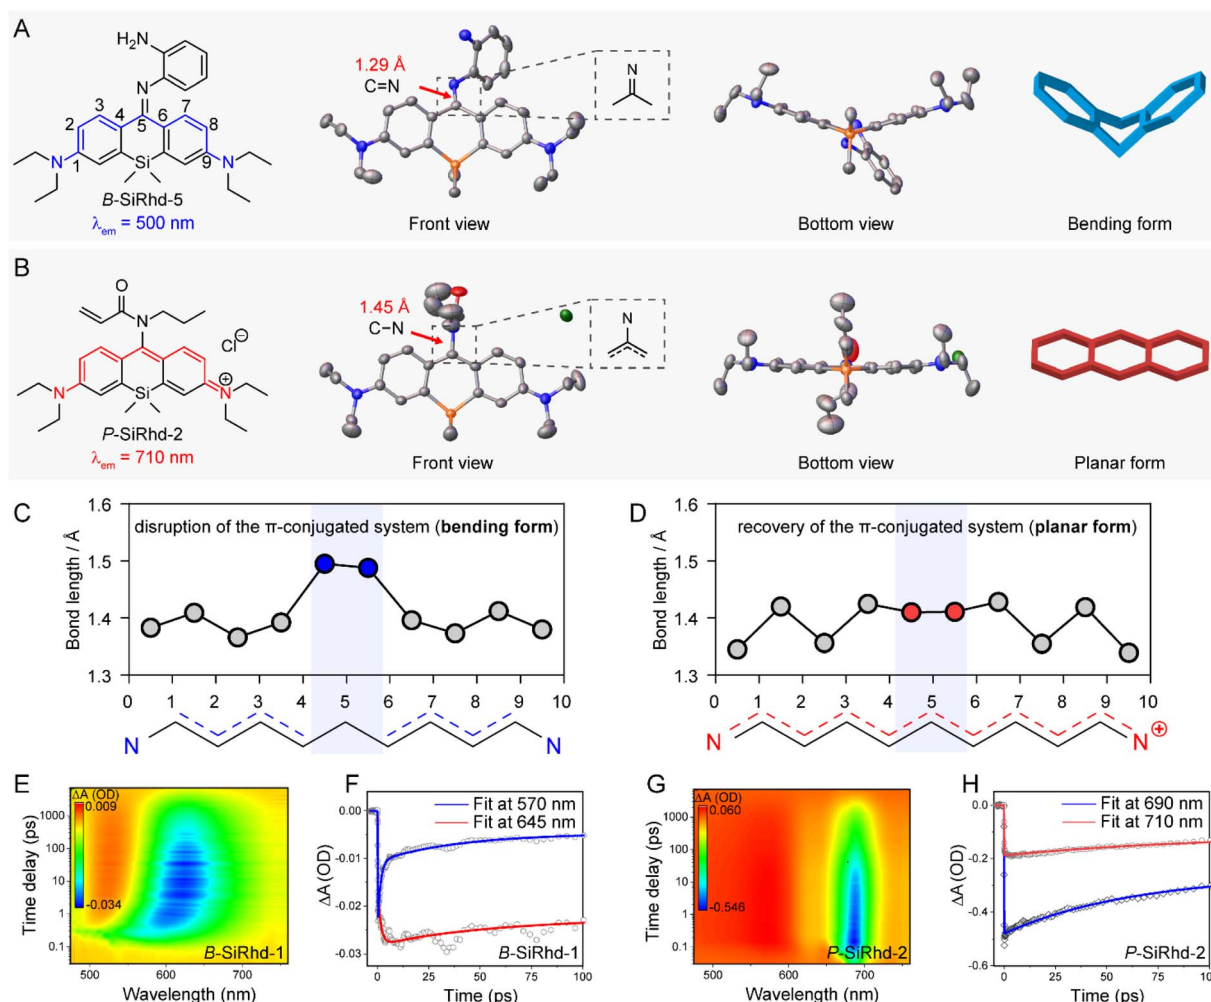 A
H₂N
N
3
4
7
2
5
6
8
N
1
Si
9
N
B-SiRhd-5
λem = 500 nm
1.29 Å
C=N
N
Front view
Bottom view
Bending form
B
O
N
Cl⊖
N
Si
N
⊕
P-SiRhd-2
λem = 710 nm
1.45 Å
C–N
N
Front view
Bottom view
Planar form
C
disruption of the π-conjugated system (bending form)
Bond length / Å
1.6
1.5
1.4
1.3
0 1 2 3 4 5 6 7 8 9 10
N N
D
recovery of the π-conjugated system (planar form)
Bond length / Å
1.6
1.5
1.4
1.3
0 1 2 3 4 5 6 7 8 9 10
N N⊕
E
ΔA (OD)
0.009
-0.034
Time delay (ps)
1000
100
10
1
0.1
B-SiRhd-1
500 600 700
Wavelength (nm)
F
Fit at 570 nm
Fit at 645 nm
ΔA (OD)
0.00
-0.01
-0.02
-0.03
B-SiRhd-1
0 25 50 75 100
Time (ps)
G
ΔA (OD)
0.060
-0.546
Time delay (ps)
1000
100
10
1
0.1
P-SiRhd-2
500 600 700
Wavelength (nm)
H
Fit at 690 nm
Fit at 710 nm
ΔA (OD)
0.0
-0.2
-0.4
-0.6
P-SiRhd-2
0 25 50 75 100
Time (ps)